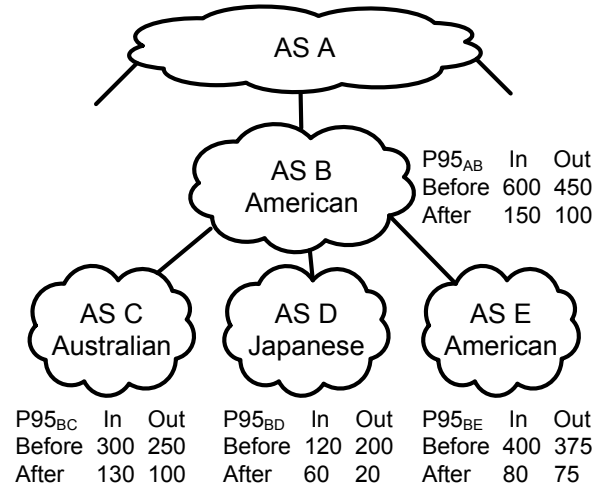 AS A
AS B
American
P95AB In Out
Before 600 450
After 150 100
AS C
Australian
AS D
Japanese
AS E
American
P95BC In Out
Before 300 250
After 130 100
P95BD In Out
Before 120 200
After 60 20
P95BE In Out
Before 400 375
After 80 75